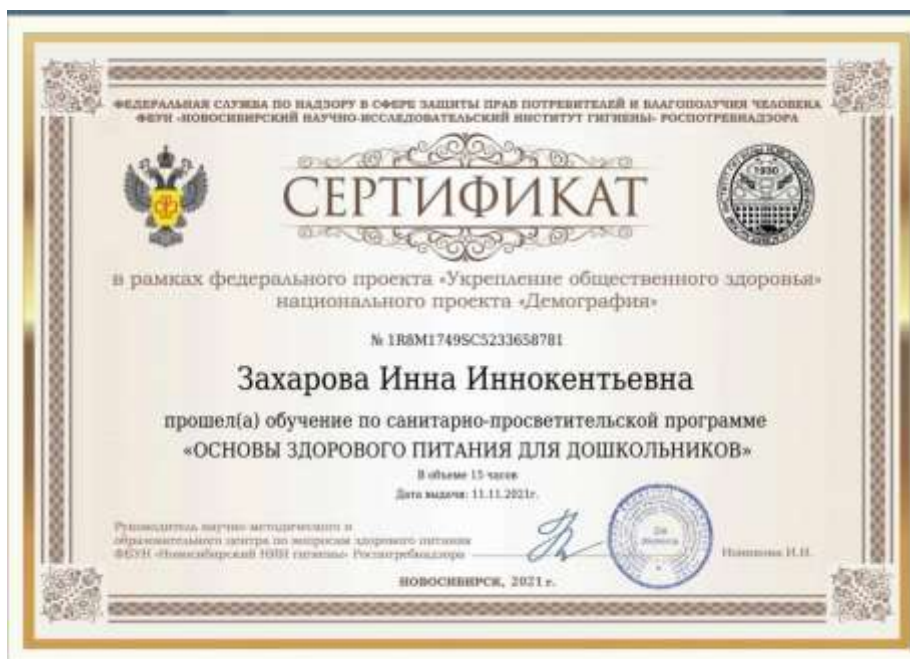 ФЕДЕРАЛЬНАЯ СЛУЖБА ПО НАДЗОРУ В СФЕРЕ ЗАЩИТЫ ПРАВ ПОТРЕБИТЕЛЕЙ И БЛАГОПОЛУЧИЯ ЧЕЛОВЕКА
ФБУН «НОВОСИБИРСКИЙ НАУЧНО-ИССЛЕДОВАТЕЛЬСКИЙ ИНСТИТУТ ГИГИЕНЫ» РОСПОТРЕБНАДЗОРА
1930
СЕРТИФИКАТ
в рамках федерального проекта «Укрепление общественного здоровья»
национального проекта «Демография»
№ 1R8M1749SC5233658781
Захарова Инна Иннокентьевна
прошел(а) обучение по санитарно-просветительской программе
«ОСНОВЫ ЗДОРОВОГО ПИТАНИЯ ДЛЯ ДОШКОЛЬНИКОВ»
В объеме 15 часов
Дата выдачи: 11.11.2021г.
Руководитель научно-методического и
образовательного центра по вопросам здорового питания
ФБУН «Новосибирский НИИ гигиены» Роспотребнадзора
Новикова И.И.
НОВОСИБИРСК, 2021 г.